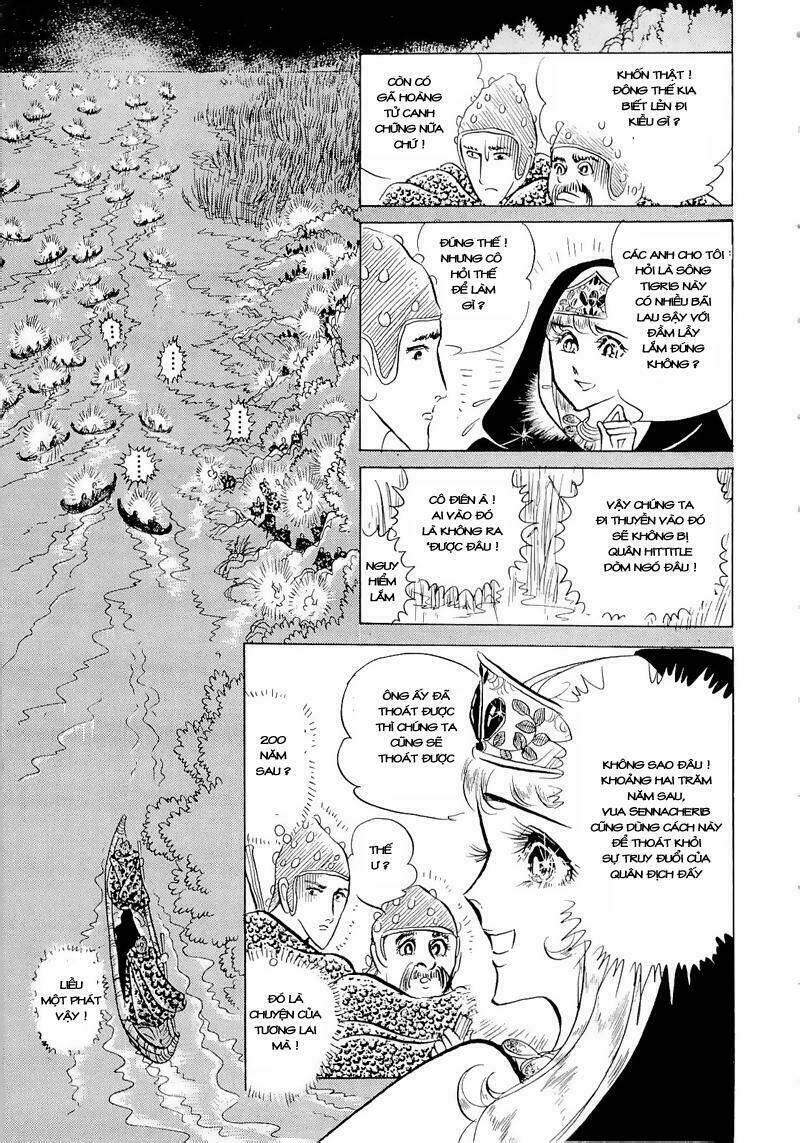 KHỐN THẬT !
ĐÔNG THẾ KIA
BIẾT LẺN ĐI
KIỂU GÌ ?
CÒN CÓ
GÃ HOÀNG
TỬ CANH
CHỪNG NỮA
CHỨ !
CÁC ANH CHO TÔI
HỎI LÀ SÔNG
TIGRIS NÀY
CÓ NHIỀU BÃI
LAU SẬY VỚI
ĐẦM LẦY
LẮM ĐÚNG
KHÔNG ?
ĐÚNG THẾ !
NHƯNG CÔ
HỎI THẾ
ĐỂ LÀM
GÌ ?
VẬY CHÚNG TA
ĐI THUYỀN VÀO ĐÓ
SẼ KHÔNG BỊ
QUÂN HITTITLE
DÒM NGÓ ĐÂU !
CÔ ĐIÊN À !
AI VÀO ĐÓ
LÀ KHÔNG RA
ĐƯỢC ĐÂU !
NGUY
HIỂM
LẮM
KHÔNG SAO ĐÂU !
KHOẢNG HAI TRĂM
NĂM SAU,
VUA SENNACHERIB
CŨNG DÙNG CÁCH NÀY
ĐỂ THOÁT KHỎI
SỰ TRUY ĐUỔI CỦA
QUÂN ĐỊCH ĐẤY
ÔNG ẤY ĐÃ
THOÁT ĐƯỢC
THÌ CHÚNG TA
CŨNG SẼ
THOÁT ĐƯỢC
200
NĂM
SAU ?
THẾ
Ư ?
ĐÓ LÀ
CHUYỆN CỦA
TƯƠNG LAI
MÀ !
LIỀU
MỘT PHÁT
VẬY !